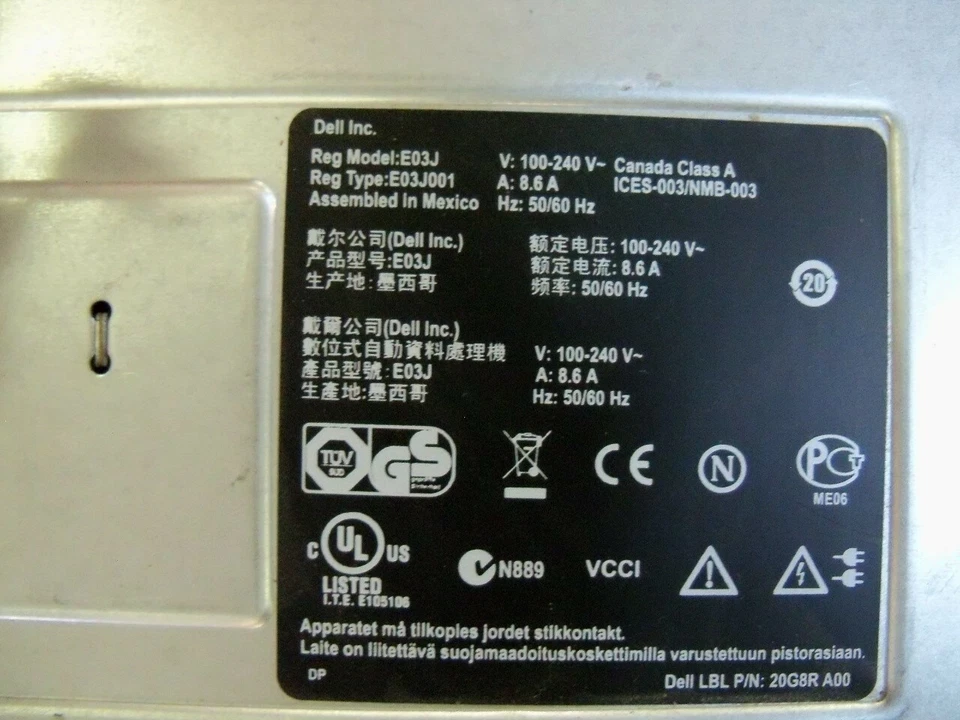 Dell Inc.
Reg Model:E03J
Reg Type:E03J001
Assembled In Mexico
V: 100-240 V~
A: 8.6 A
Hz: 50/60 Hz
Canada Class A
ICES-003/NMB-003
戴尔公司(Dell Inc.)
产品型号:E03J
生产地: 墨西哥
额定电压: 100-240 V~
额定电流: 8.6 A
频率: 50/60 Hz
20
戴爾公司(Dell Inc.)
數位式自動資料處理機
產品型號: E03J
生產地:墨西哥
V: 100-240 V~
A: 8.6 A
Hz: 50/60 Hz
TÜV
SÜD
GS
geprüfte
Sicherheit
CE
N
PCT
ME06
C UL US
LISTED
I.T.E. E105106
N889
VCCI
Apparatet må tilkoples jordet stikkontakt.
Laite on liitettävä suojamaadoituskoskettimilla varustettuun pistorasiaan.
DP
Dell LBL P/N: 20G8R A00